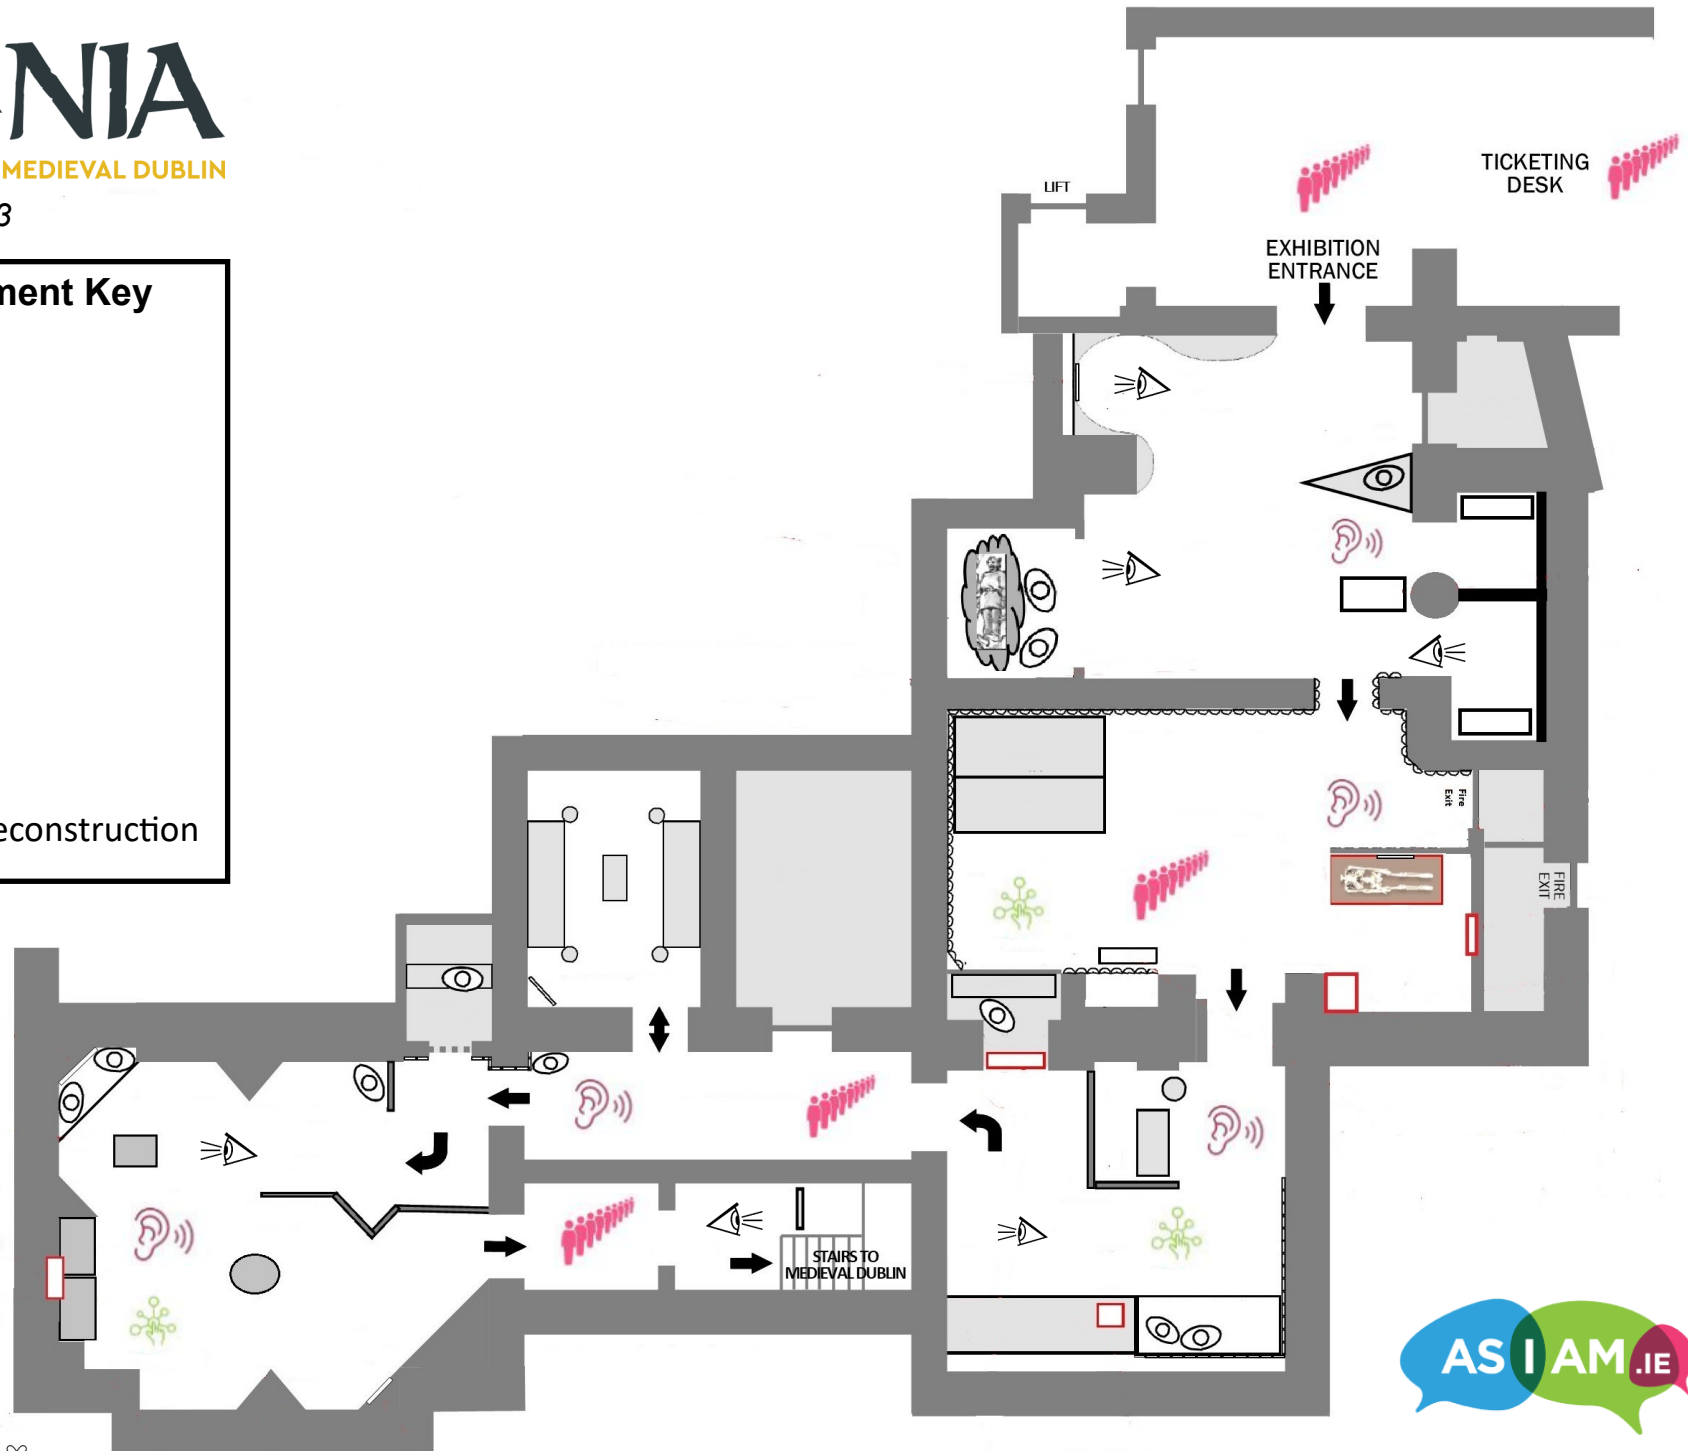 NIA
MEDIEVAL DUBLIN
3
ment Key
econstruction
LIFT
TICKETING
DESK
EXHIBITION
ENTRANCE
Fire
Exit
FIRE
EXIT
STAIRS TO
MEDIEVAL DUBLIN
AS I AM.IE